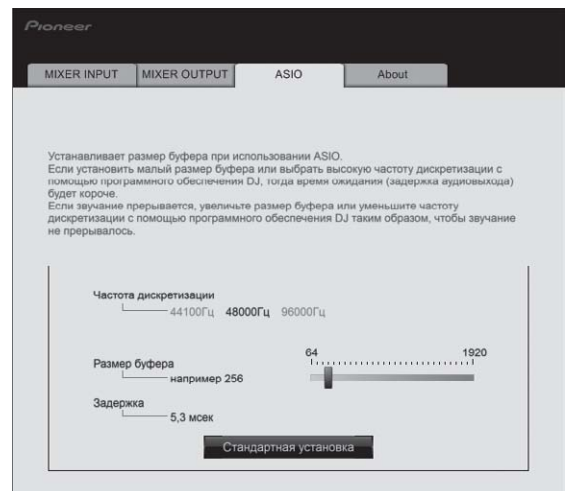 Pioneer
MIXER INPUT MIXER OUTPUT ASIO About
Устанавливает размер буфера при использовании ASIO.
Если установить малый размер буфера или выбрать высокую частоту дискретизации с
помощью программного обеспечения DJ, тогда время ожидания (задержка аудиовыхода)
будет короче.
Если звучание прерывается, увеличьте размер буфера или уменьшите частоту
дискретизации с помощью программного обеспечения DJ таким образом, чтобы звучание
не прерывалось.
Частота дискретизации
44100Гц 48000Гц 96000Гц
64 1920
Размер буфера
например 256
Задержка
5,3 мсек
Стандартная установка